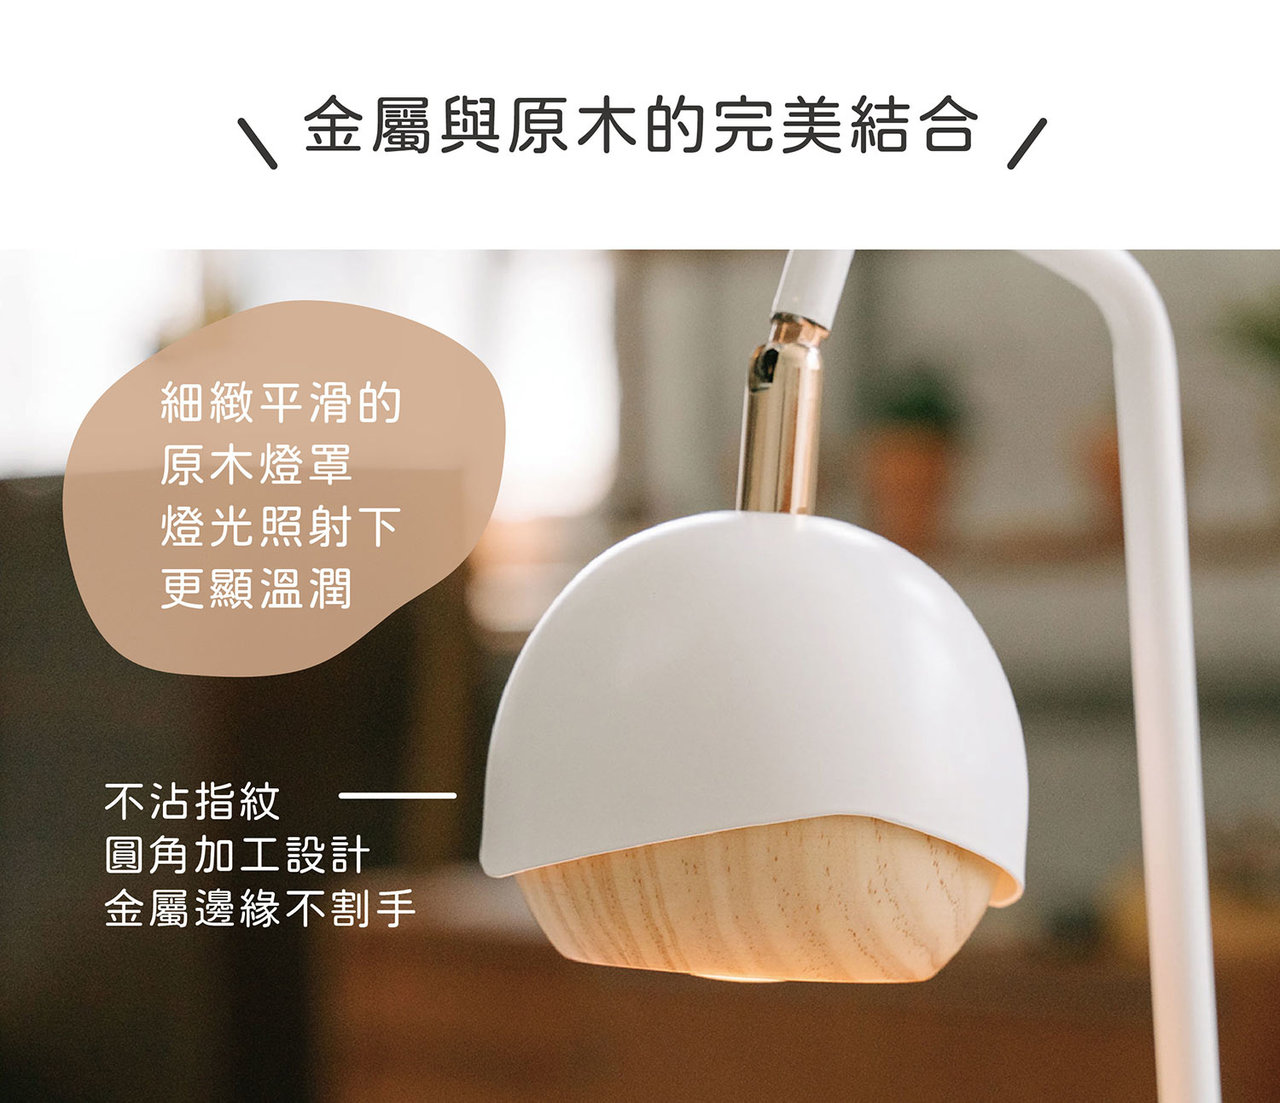 金屬與原木的完美結合
細緻平滑的
原木燈罩
燈光照射下
更顯溫潤
不沾指紋
圓角加工設計
金屬邊緣不割手